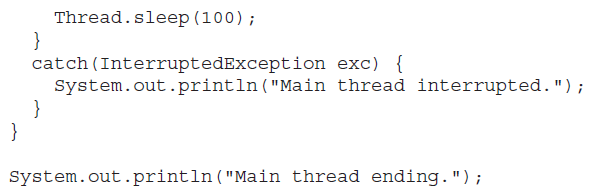 Thread.sleep(100);
}
catch(InterruptedException exc) {
System.out.println("Main thread interrupted.");
}
}
System.out.println("Main thread ending.");